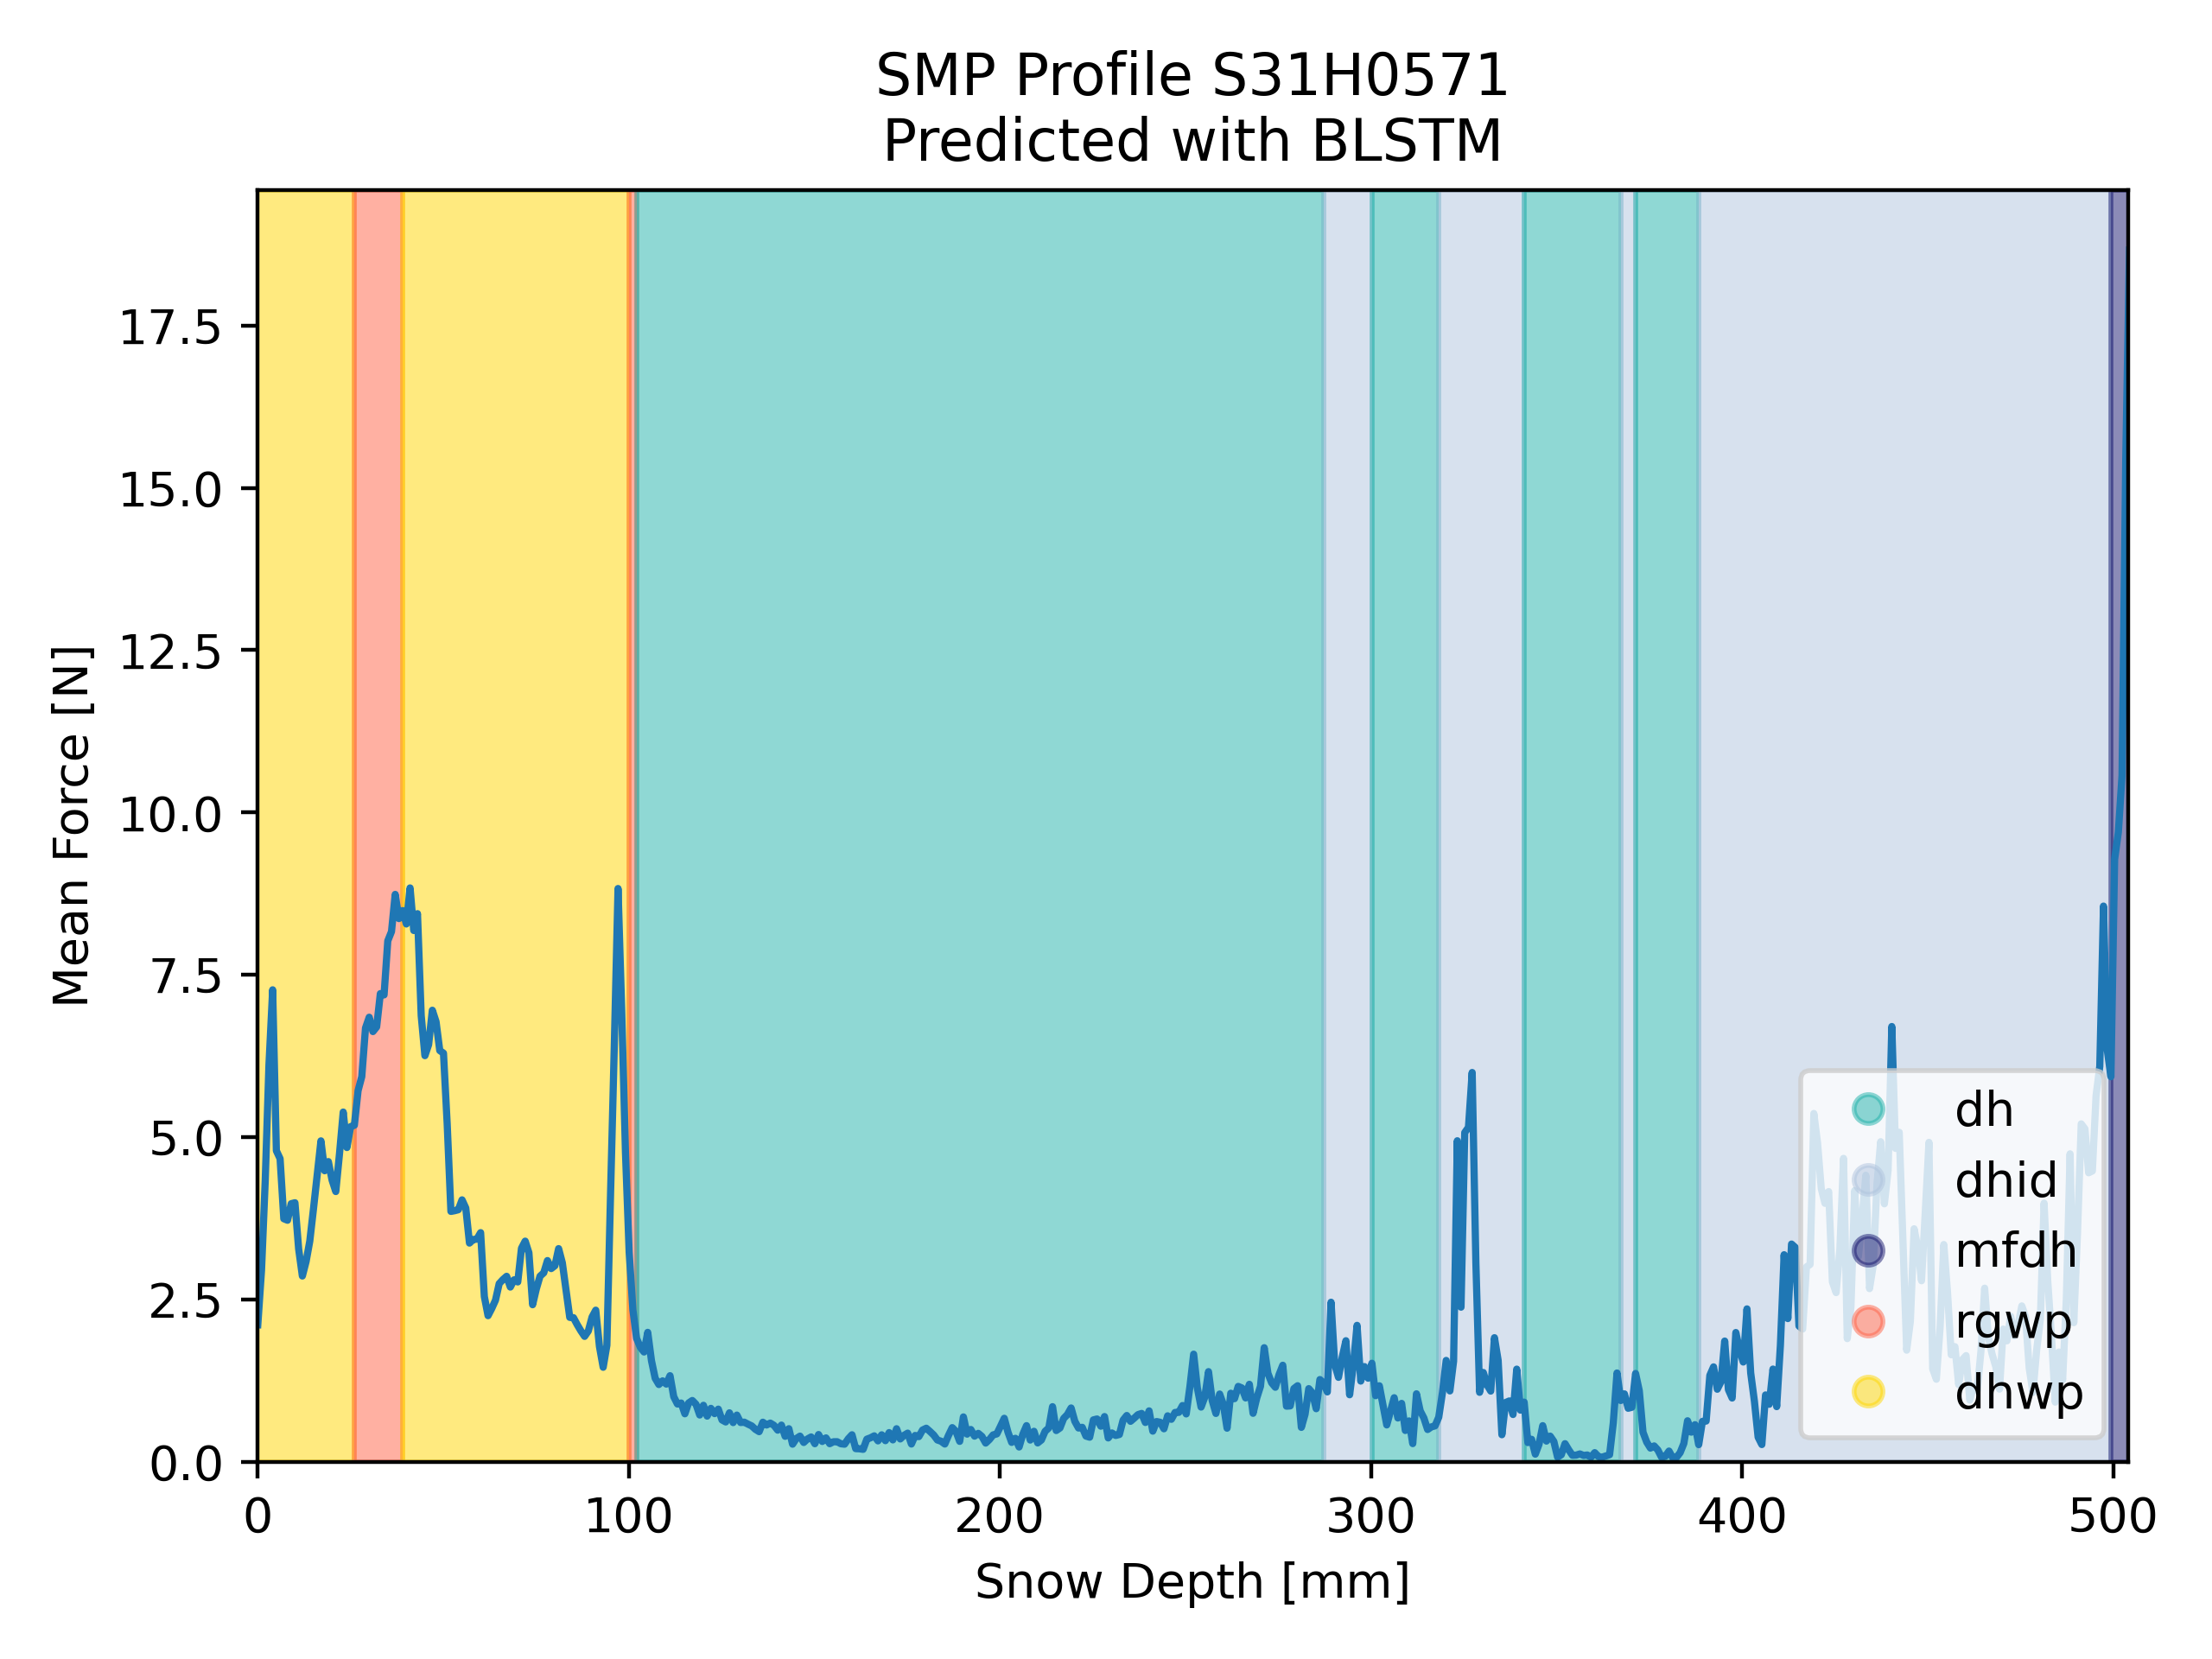 SMP Profile S31H0571
Predicted with BLSTM
Mean Force [N]
17.5
15.0
12.5
10.0
7.5
5.0
2.5
0.0
dh
dhid
mfdh
rgwp
dhwp
0 100 200 300 400 500
Snow Depth [mm]